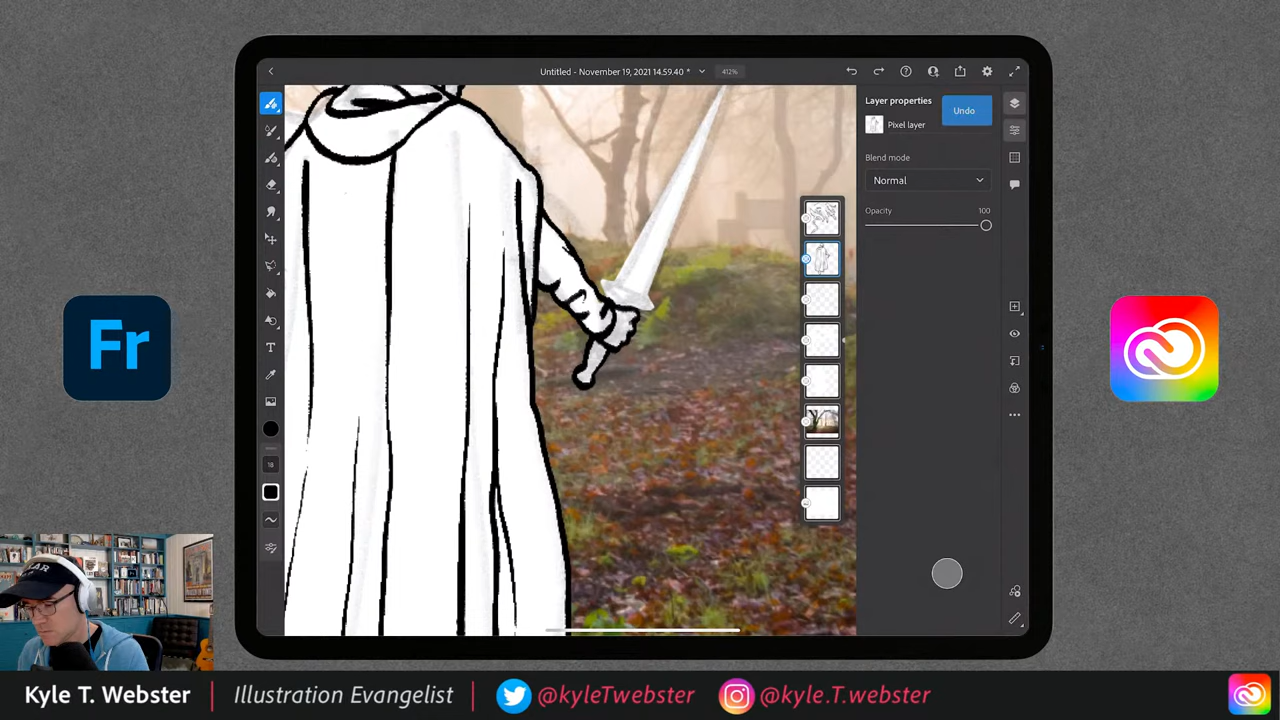 Untitled - November 19, 2021 14.59.40 *
412%
Layer properties
Undo
Pixel layer
Blend mode
Normal
Opacity
100
18
Fr
Kyle T. Webster
Illustration Evangelist
@kyleTwebster
@kyle.T.webster